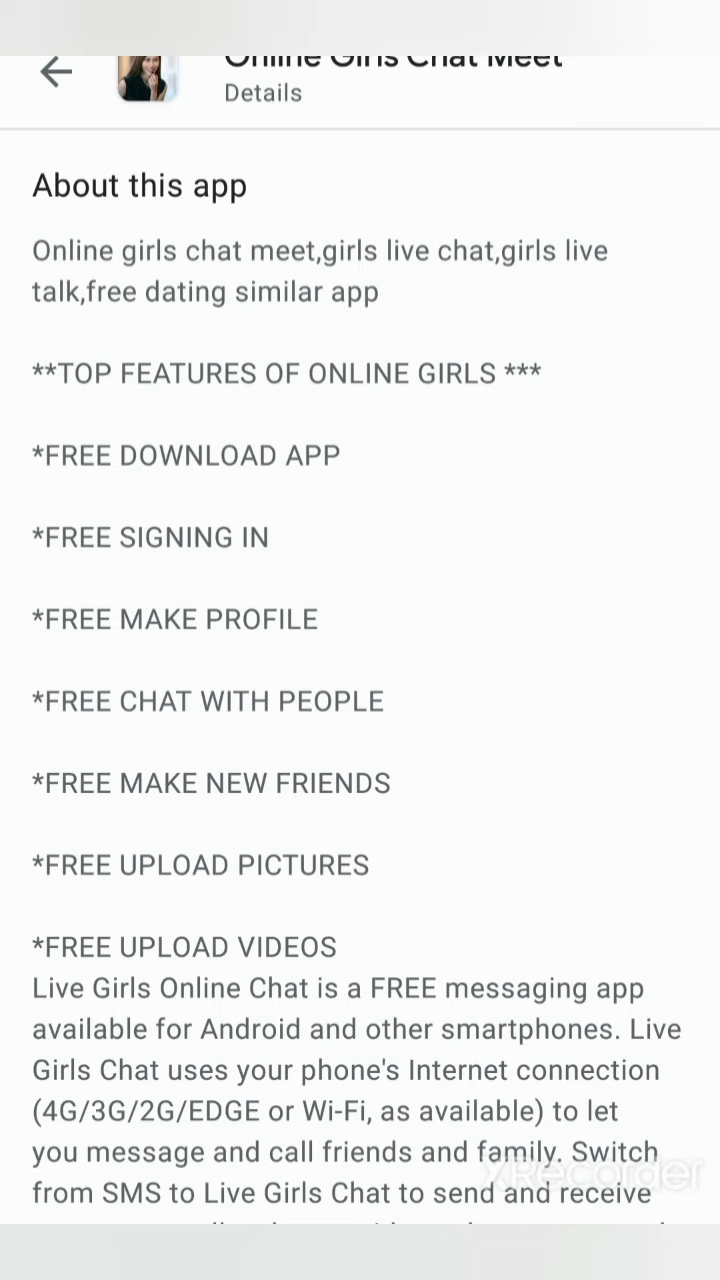 Online Girls Chat Meet
Details
About this app
Online girls chat meet,girls live chat,girls live
talk,free dating similar app
**TOP FEATURES OF ONLINE GIRLS ***
*FREE DOWNLOAD APP
*FREE SIGNING IN
*FREE MAKE PROFILE
*FREE CHAT WITH PEOPLE
*FREE MAKE NEW FRIENDS
*FREE UPLOAD PICTURES
*FREE UPLOAD VIDEOS
Live Girls Online Chat is a FREE messaging app
available for Android and other smartphones. Live
Girls Chat uses your phone's Internet connection
(4G/3G/2G/EDGE or Wi-Fi, as available) to let
you message and call friends and family. Switch
XRecorder
from SMS to Live Girls Chat to send and receive